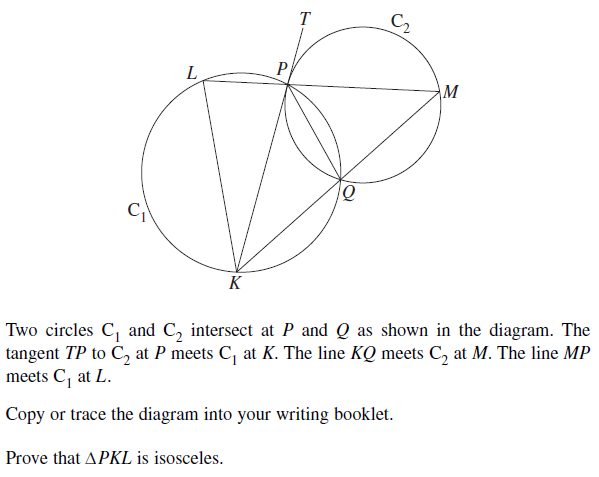 T
C₂
L
P
M
Q
C₁
K
Two circles C₁ and C₂ intersect at P and Q as shown in the diagram. The
tangent TP to C₂ at P meets C₁ at K. The line KQ meets C₂ at M. The line MP
meets C₁ at L.
Copy or trace the diagram into your writing booklet.
Prove that ΔPKL is isosceles.